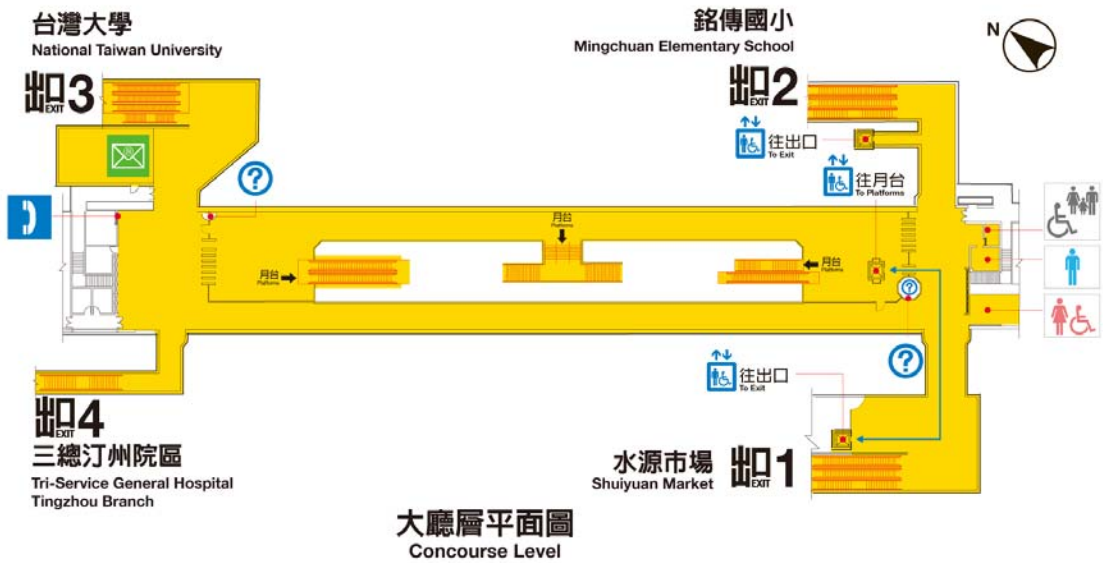 台灣大學
National Taiwan University
出口3
EXIT
銘傳國小
Mingchuan Elementary School
出口2
EXIT
N
往出口
To Exit
往月台
To Platforms
?
月台
Platforms
月台
Platforms
月台
Platforms
1
?
?
往出口
To Exit
出口4
EXIT
三總汀州院區
Tri-Service General Hospital
Tingzhou Branch
水源市場
Shuiyuan Market
出口1
EXIT
大廳層平面圖
Concourse Level